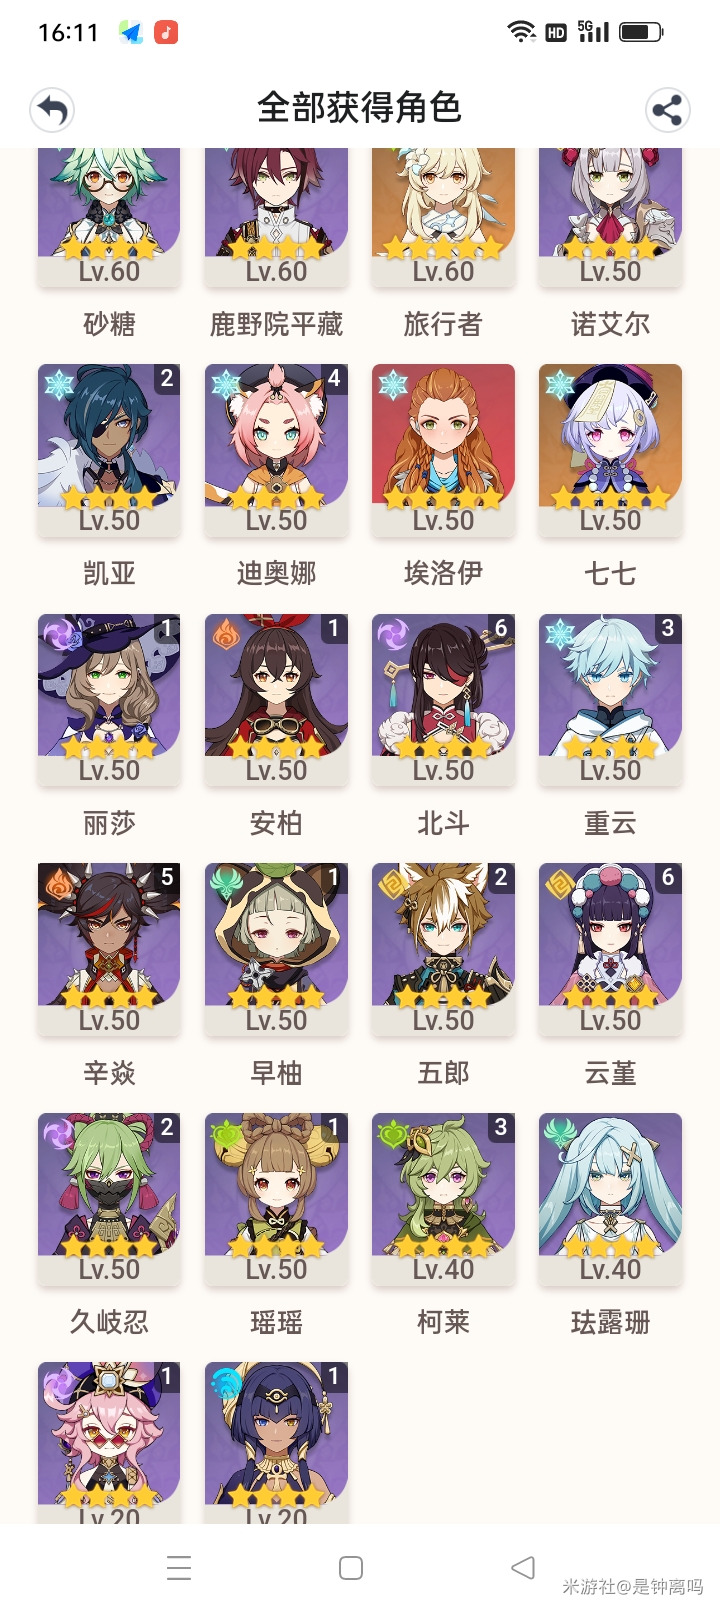 16:11
HD 5G
全部获得角色
Lv.60 Lv.60 Lv.60 Lv.50
砂糖 鹿野院平藏 旅行者 诺艾尔
2 4
Lv.50 Lv.50 Lv.50 Lv.50
凯亚 迪奥娜 埃洛伊 七七
1 1 6 3
Lv.50 Lv.50 Lv.50 Lv.50
丽莎 安柏 北斗 重云
5 1 2 6
Lv.50 Lv.50 Lv.50 Lv.50
辛焱 早柚 五郎 云堇
2 1 3
Lv.50 Lv.50 Lv.40 Lv.40
久岐忍 瑶瑶 柯莱 珐露珊
1 1
Lv.20 Lv.20
米游社@是钟离吗